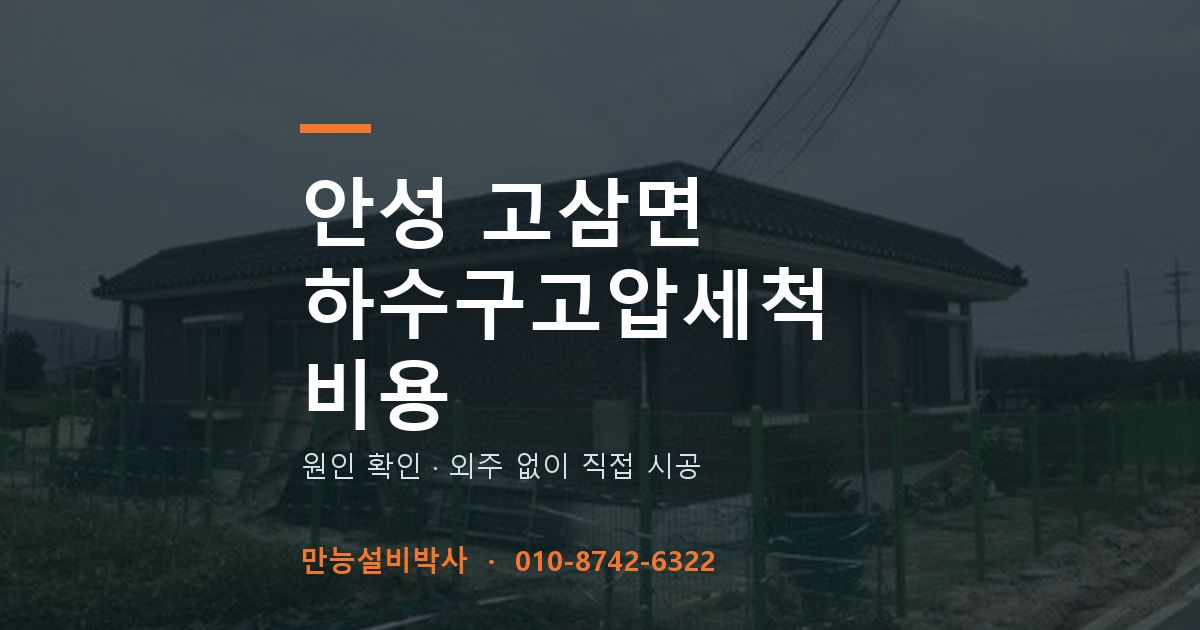 안성 고삼면
하수구고압세척
비용
원인 확인 · 외주 없이 직접 시공
만능설비박사 · 010-8742-6322